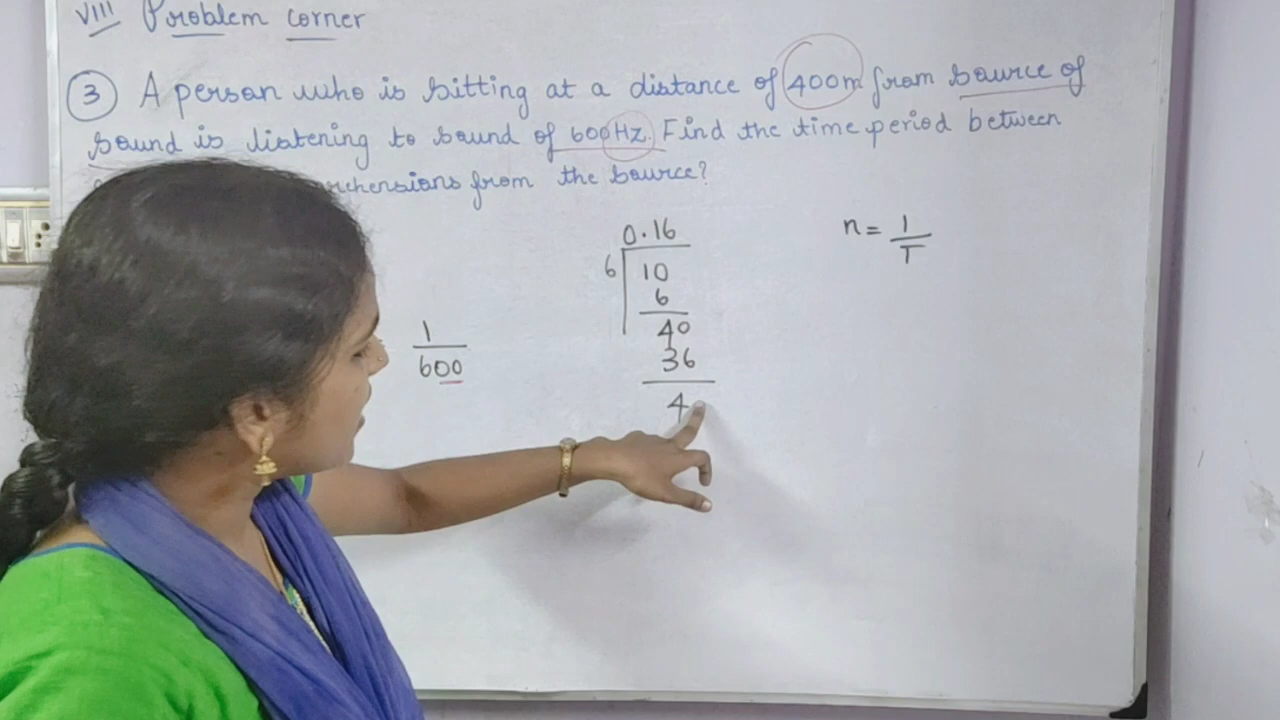 VIII Problem corner
3 A person who is sitting at a distance of 400m from source of
sound is listening to sound of 600Hz. Find the time period between
from the source?
0.16
6 10
6
40
36
4
1
600
n = 1
T